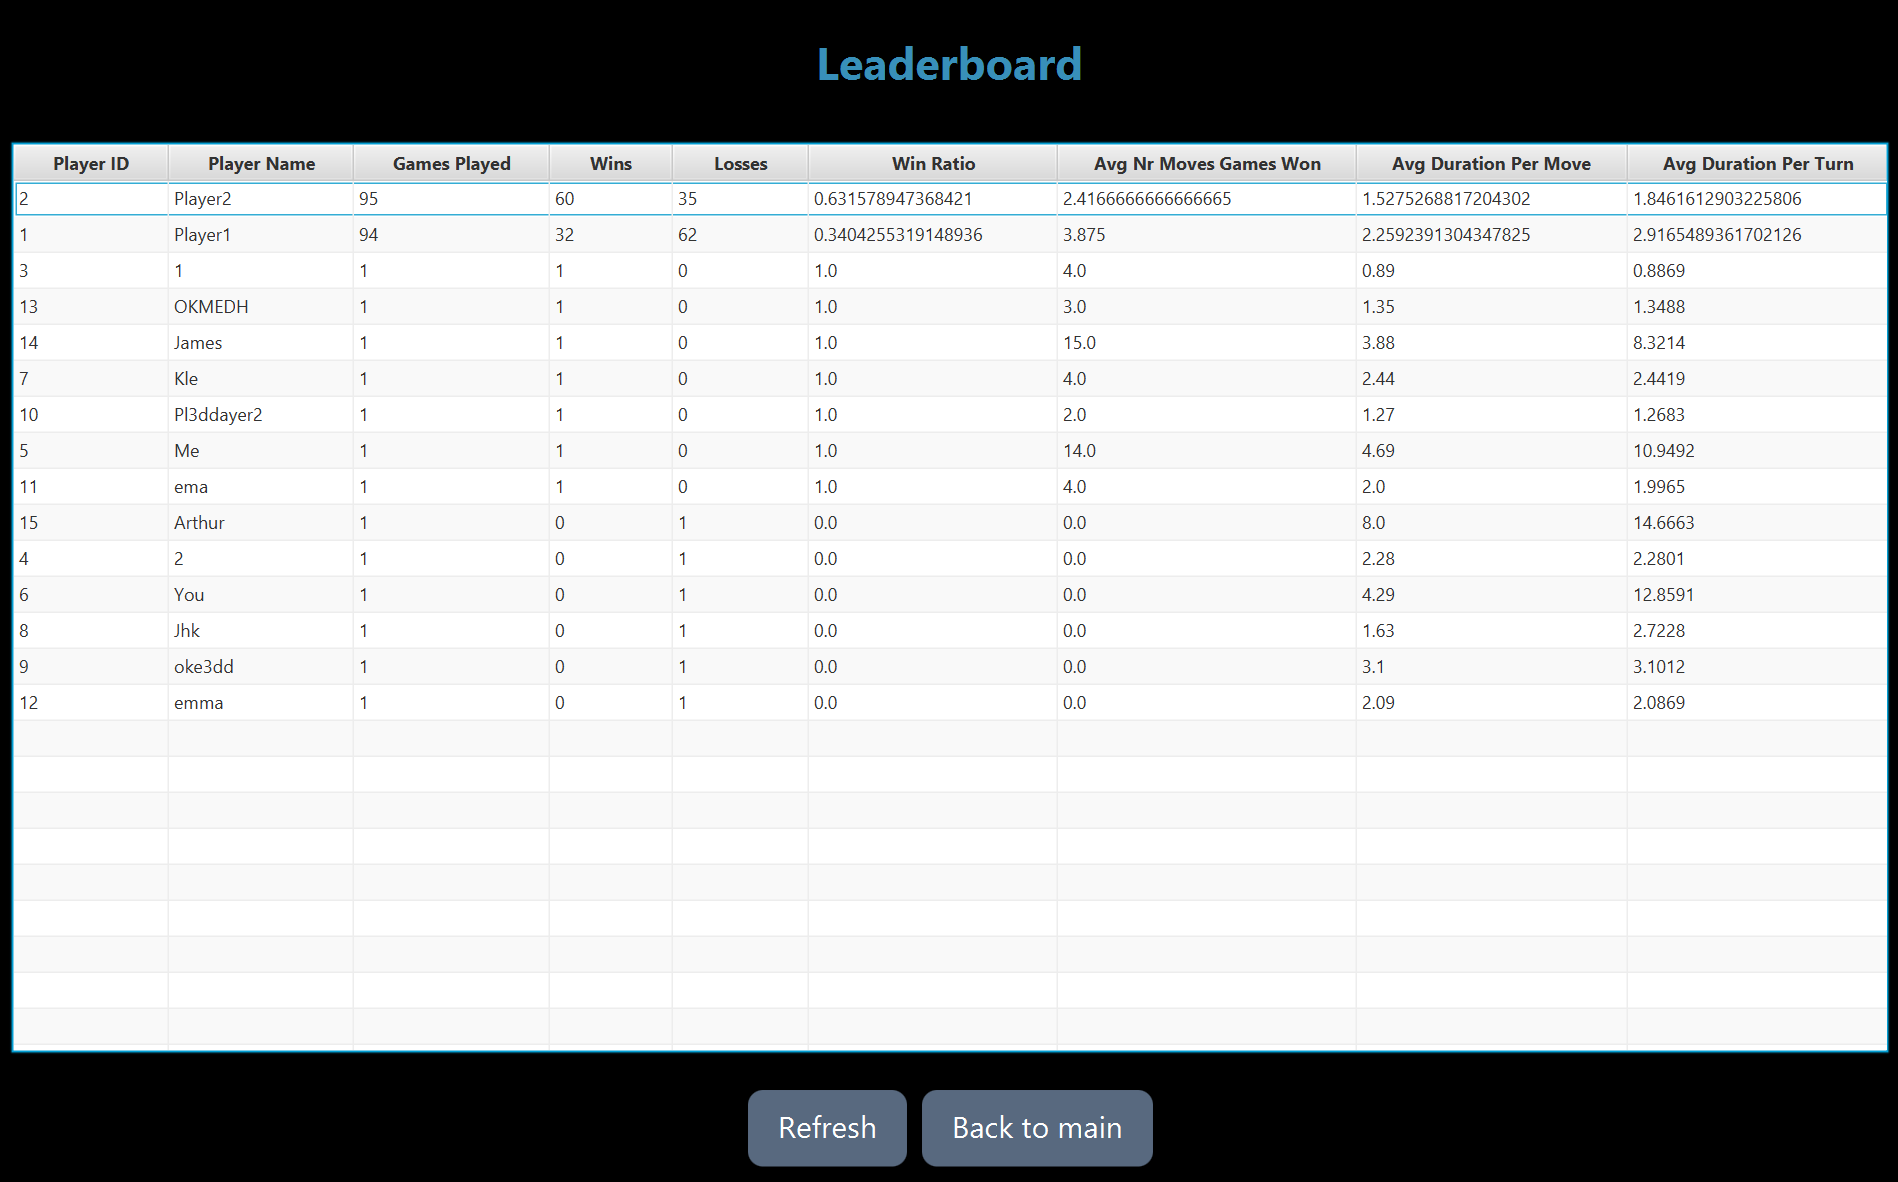 Leaderboard
Player ID Player Name Games Played Wins Losses Win Ratio Avg Nr Moves Games Won Avg Duration Per Move Avg Duration Per Turn
2 Player2 95 60 35 0.631578947368421 2.4166666666666665 1.5275268817204302 1.8461612903225806
1 Player1 94 32 62 0.3404255319148936 3.875 2.2592391304347825 2.9165489361702126
3 1 1 1 0 1.0 4.0 0.89 0.8869
13 OKMEDH 1 1 0 1.0 3.0 1.35 1.3488
14 James 1 1 0 1.0 15.0 3.88 8.3214
7 Kle 1 1 0 1.0 4.0 2.44 2.4419
10 Pl3ddayer2 1 1 0 1.0 2.0 1.27 1.2683
5 Me 1 1 0 1.0 14.0 4.69 10.9492
11 ema 1 1 0 1.0 4.0 2.0 1.9965
15 Arthur 1 0 1 0.0 0.0 8.0 14.6663
4 2 1 0 1 0.0 0.0 2.28 2.2801
6 You 1 0 1 0.0 0.0 4.29 12.8591
8 Jhk 1 0 1 0.0 0.0 1.63 2.7228
9 oke3dd 1 0 1 0.0 0.0 3.1 3.1012
12 emma 1 0 1 0.0 0.0 2.09 2.0869
Refresh Back to main